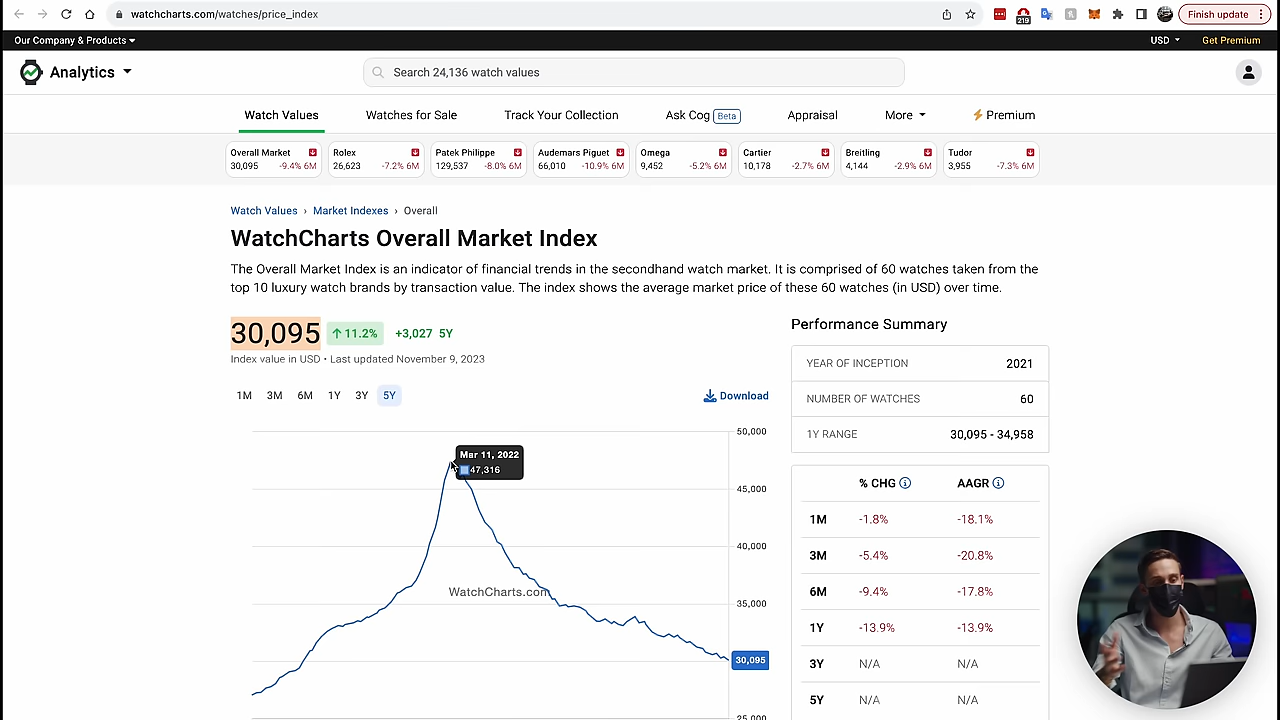 watchcharts.com/watches/price_index
219
Finish update
Our Company & Products
USD
Get Premium
Analytics
Search 24,136 watch values
Watch Values
Watches for Sale
Track Your Collection
Ask Cog Beta
Appraisal
More
Premium
Overall Market
30,095 -9.4% 6M
Rolex
26,623 -7.2% 6M
Patek Philippe
129,537 -8.0% 6M
Audemars Piguet
66,010 -10.9% 6M
Omega
9,452 -5.2% 6M
Cartier
10,178 -2.7% 6M
Breitling
4,144 -2.9% 6M
Tudor
3,955 -7.3% 6M
Watch Values › Market Indexes › Overall
WatchCharts Overall Market Index
The Overall Market Index is an indicator of financial trends in the secondhand watch market. It is comprised of 60 watches taken from the
top 10 luxury watch brands by transaction value. The index shows the average market price of these 60 watches (in USD) over time.
30,095 ↑ 11.2% +3,027 5Y
Index value in USD • Last updated November 9, 2023
1M 3M 6M 1Y 3Y 5Y
Download
50,000
Mar 11, 2022
47,316
45,000
40,000
WatchCharts.com
35,000
30,095
25,000
Performance Summary
YEAR OF INCEPTION 2021
NUMBER OF WATCHES 60
1Y RANGE 30,095 - 34,958
% CHG AAGR
1M -1.8% -18.1%
3M -5.4% -20.8%
6M -9.4% -17.8%
1Y -13.9% -13.9%
3Y N/A N/A
5Y N/A N/A